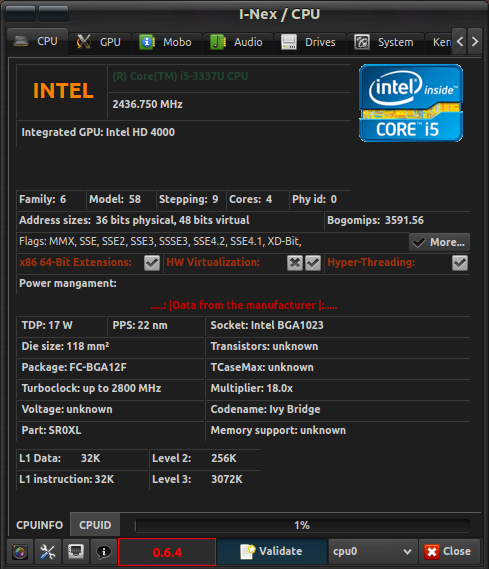 I-Nex / CPU
CPU GPU Mobo Audio Drives System Ker
INTEL
(R) Core(TM) i5-3337U CPU
2436.750 MHz
Integrated GPU: Intel HD 4000
intel inside™
CORE™ i5
Family: 6 Model: 58 Stepping: 9 Cores: 4 Phy id: 0
Address sizes: 36 bits physical, 48 bits virtual Bogomips: 3591.56
Flags: MMX, SSE, SSE2, SSE3, SSSE3, SSE4.2, SSE4.1, XD-Bit, More...
x86 64-Bit Extensions: HW Virtualization: Hyper-Threading:
Power mangament:
.....: |Data from the manufacturer |:.....
TDP: 17 W PPS: 22 nm Socket: Intel BGA1023
Die size: 118 mm² Transistors: unknown
Package: FC-BGA12F TCaseMax: unknown
Turboclock: up to 2800 MHz Multiplier: 18.0x
Voltage: unknown Codename: Ivy Bridge
Part: SR0XL Memory support: unknown
L1 Data: 32K Level 2: 256K
L1 instruction: 32K Level 3: 3072K
CPUINFO CPUID 1%
0.6.4 Validate cpu0 Close